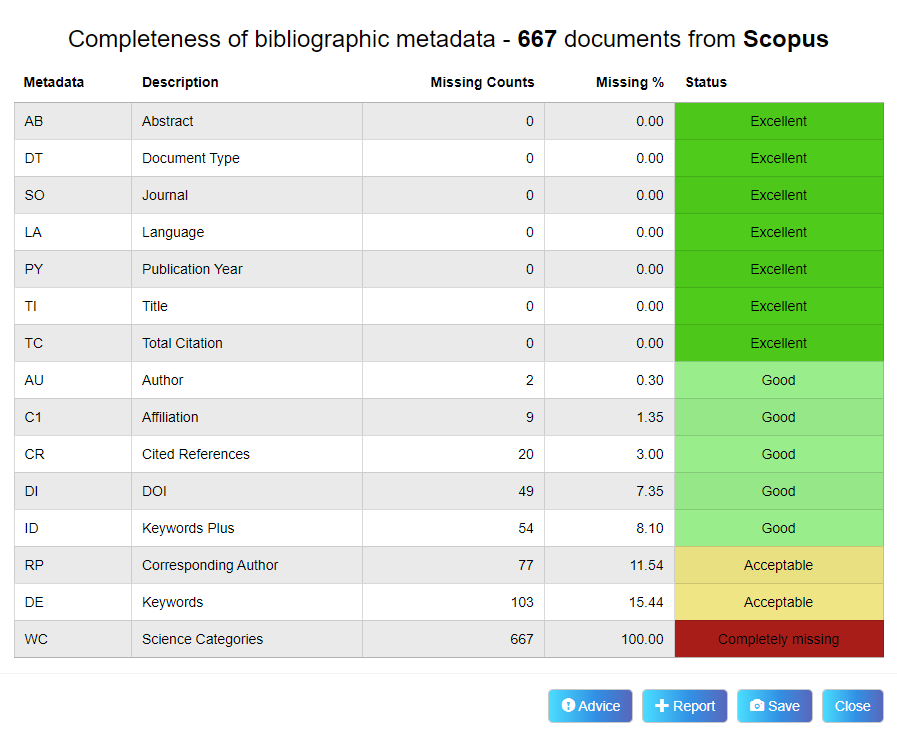 Completeness of bibliographic metadata - 667 documents from Scopus
Metadata Description Missing Counts Missing % Status
AB Abstract 0 0.00 Excellent
DT Document Type 0 0.00 Excellent
SO Journal 0 0.00 Excellent
LA Language 0 0.00 Excellent
PY Publication Year 0 0.00 Excellent
TI Title 0 0.00 Excellent
TC Total Citation 0 0.00 Excellent
AU Author 2 0.30 Good
C1 Affiliation 9 1.35 Good
CR Cited References 20 3.00 Good
DI DOI 49 7.35 Good
ID Keywords Plus 54 8.10 Good
RP Corresponding Author 77 11.54 Acceptable
DE Keywords 103 15.44 Acceptable
WC Science Categories 667 100.00 Completely missing
Advice Report Save Close